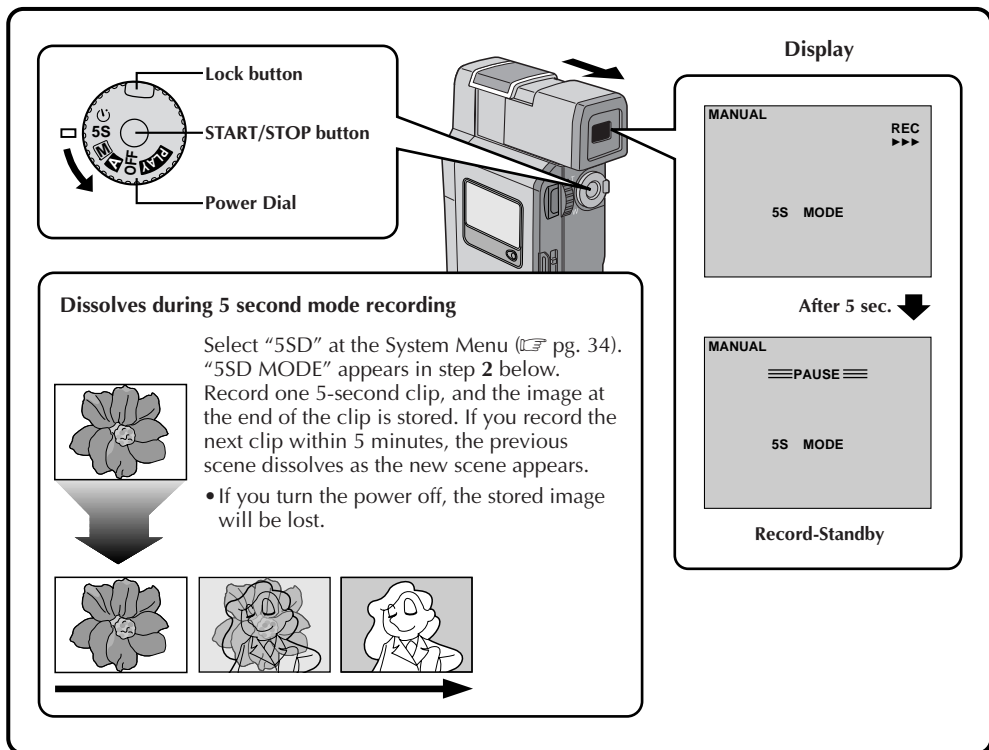 Lock button
START/STOP button
Power Dial
5S
M
A
OFF
PLAY
Display
MANUAL
REC
5S MODE
After 5 sec.
MANUAL
PAUSE
5S MODE
Record-Standby
Dissolves during 5 second mode recording
Select “5SD” at the System Menu (☞ pg. 34).
“5SD MODE” appears in step 2 below.
Record one 5-second clip, and the image at
the end of the clip is stored. If you record the
next clip within 5 minutes, the previous
scene dissolves as the new scene appears.
•If you turn the power off, the stored image
will be lost.